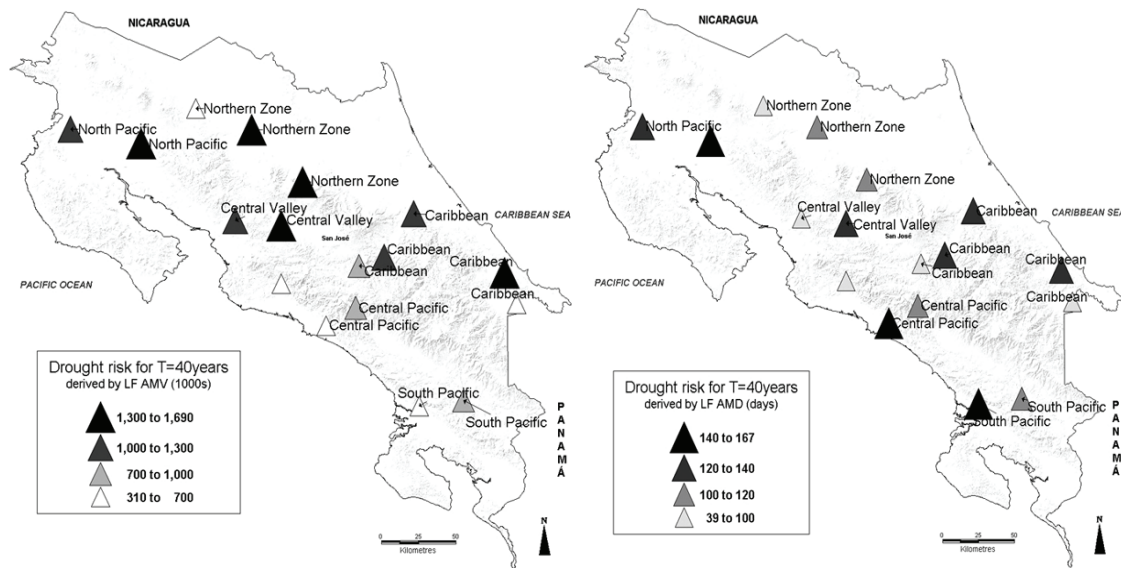 NICARAGUA
Northern Zone
North Pacific
Northern Zone
North Pacific
Northern Zone
Central Valley
Central Valley
Caribbean
CARIBBEAN SEA
San José
Caribbean
Caribbean
Caribbean
PACIFIC OCEAN
Caribbean
Central Pacific
Central Pacific
South Pacific
South Pacific
PANAMÁ
Drought risk for T=40years
derived by LF AMV (1000s)
1,300 to 1,690
1,000 to 1,300
700 to 1,000
310 to 700
0 25 50
Kilometres
N
NICARAGUA
Northern Zone
North Pacific
Northern Zone
Northern Zone
Central Valley
Central Valley
Caribbean
CARIBBEAN SEA
San José
Caribbean
Caribbean
Caribbean
PACIFIC OCEAN
Caribbean
Central Pacific
Central Pacific
South Pacific
South Pacific
PANAMÁ
Drought risk for T=40years
derived by LF AMD (days)
140 to 167
120 to 140
100 to 120
39 to 100
0 25 50
Kilometres
N